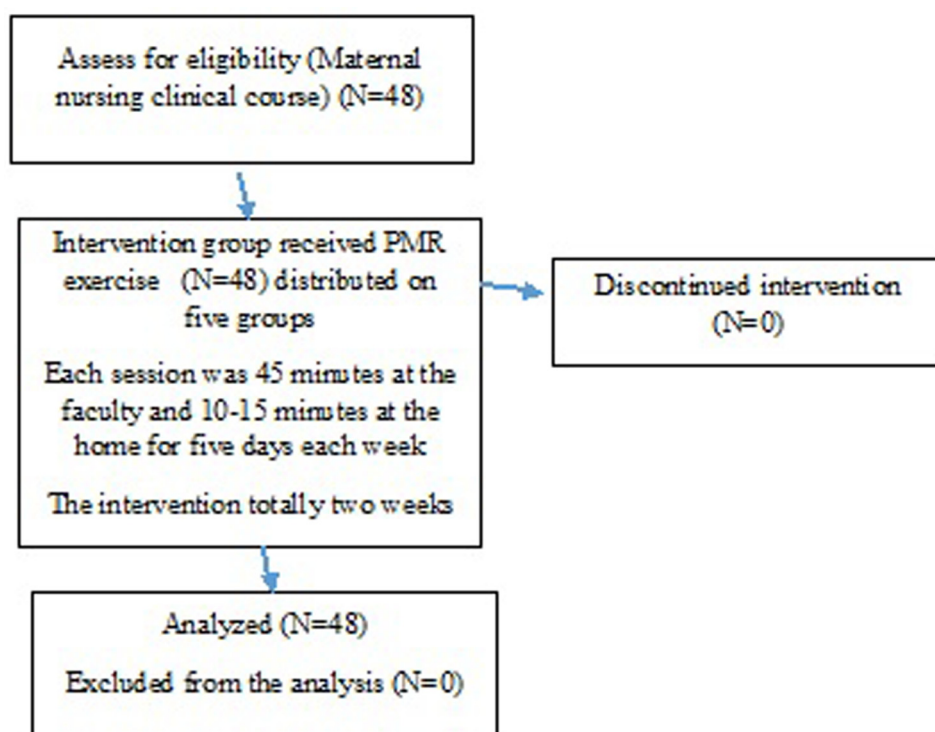 Assess for eligibility (Maternal
nursing clinical course) (N=48)
Intervention group received PMR
exercise (N=48) distributed on
five groups
Each session was 45 minutes at the
faculty and 10-15 minutes at the
home for five days each week
The intervention totally two weeks
Discontinued intervention
(N=0)
Analyzed (N=48)
Excluded from the analysis (N=0)